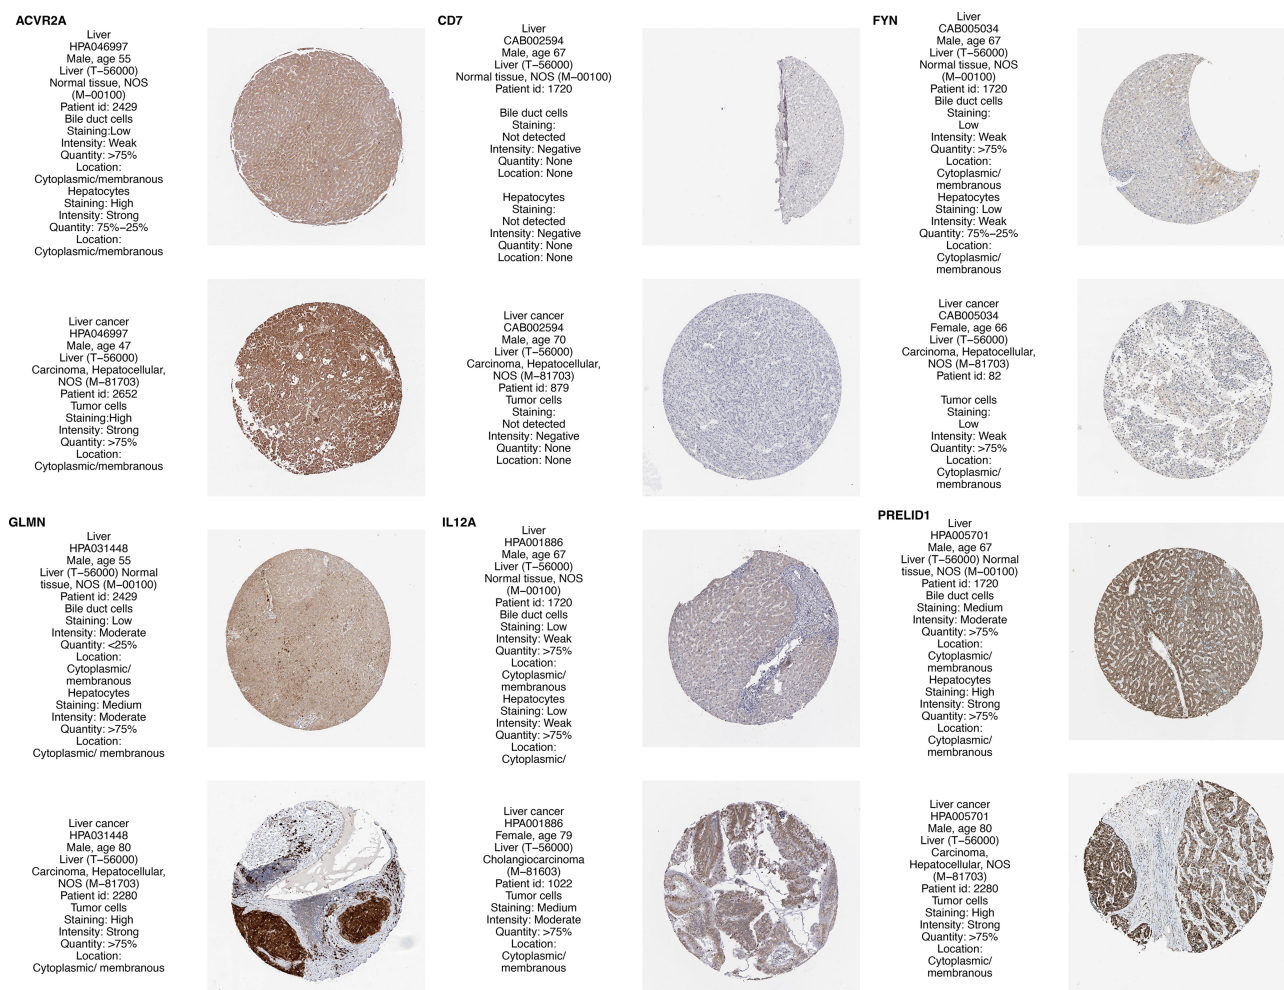 ACVR2A
Liver
HPA046997
Male, age 55
Liver (T−56000)
Normal tissue, NOS
(M−00100)
Patient id: 2429
Bile duct cells
Staining:Low
Intensity: Weak
Quantity: >75%
Location:
Cytoplasmic/membranous
Hepatocytes
Staining: High
Intensity: Strong
Quantity: 75%−25%
Location:
Cytoplasmic/membranous
Liver cancer
HPA046997
Male, age 47
Liver (T−56000)
Carcinoma, Hepatocellular,
NOS (M−81703)
Patient id: 2652
Tumor cells
Staining:High
Intensity: Strong
Quantity: >75%
Location:
Cytoplasmic/membranous
CD7
Liver
CAB002594
Male, age 67
Liver (T−56000)
Normal tissue, NOS (M−00100)
Patient id: 1720
Bile duct cells
Staining:
Not detected
Intensity: Negative
Quantity: None
Location: None
Hepatocytes
Staining:
Not detected
Intensity: Negative
Quantity: None
Location: None
Liver cancer
CAB002594
Male, age 70
Liver (T−56000)
Carcinoma, Hepatocellular,
NOS (M−81703)
Patient id: 879
Tumor cells
Staining:
Not detected
Intensity: Negative
Quantity: None
Location: None
FYN
Liver
CAB005034
Male, age 67
Liver (T−56000)
Normal tissue, NOS
(M−00100)
Patient id: 1720
Bile duct cells
Staining:
Low
Intensity: Weak
Quantity: >75%
Location:
Cytoplasmic/
membranous
Hepatocytes
Staining: Low
Intensity: Weak
Quantity: 75%−25%
Location:
Cytoplasmic/
membranous
Liver cancer
CAB005034
Female, age 66
Liver (T−56000)
Carcinoma, Hepatocellular,
NOS (M−81703)
Patient id: 82
Tumor cells
Staining:
Low
Intensity: Weak
Quantity: >75%
Location:
Cytoplasmic/
membranous
GLMN
Liver
HPA031448
Male, age 55
Liver (T−56000) Normal
tissue, NOS (M−00100)
Patient id: 2429
Bile duct cells
Staining: Low
Intensity: Moderate
Quantity: <25%
Location:
Cytoplasmic/
membranous
Hepatocytes
Staining: Medium
Intensity: Moderate
Quantity: >75%
Location:
Cytoplasmic/ membranous
Liver cancer
HPA031448
Male, age 80
Liver (T−56000)
Carcinoma, Hepatocellular,
NOS (M−81703)
Patient id: 2280
Tumor cells
Staining: High
Intensity: Strong
Quantity: >75%
Location:
Cytoplasmic/ membranous
IL12A
Liver
HPA001886
Male, age 67
Liver (T−56000)
Normal tissue, NOS
(M−00100)
Patient id: 1720
Bile duct cells
Staining: Low
Intensity: Weak
Quantity: >75%
Location:
Cytoplasmic/
membranous
Hepatocytes
Staining: Low
Intensity: Weak
Quantity: >75%
Location:
Cytoplasmic/
Liver cancer
HPA001886
Female, age 79
Liver (T−56000)
Cholangiocarcinoma
(M−81603)
Patient id: 1022
Tumor cells
Staining: Medium
Intensity: Moderate
Quantity: >75%
Location:
Cytoplasmic/
membranous
PRELID1
Liver
HPA005701
Male, age 67
Liver (T−56000) Normal
tissue, NOS (M−00100)
Patient id: 1720
Bile duct cells
Staining: Medium
Intensity: Moderate
Quantity: >75%
Location:
Cytoplasmic/
membranous
Hepatocytes
Staining: High
Intensity: Strong
Quantity: >75%
Location:
Cytoplasmic/
membranous
Liver cancer
HPA005701
Male, age 80
Liver (T−56000)
Carcinoma,
Hepatocellular, NOS
(M−81703)
Patient id: 2280
Tumor cells
Staining: High
Intensity: Strong
Quantity: >75%
Location:
Cytoplasmic/
membranous